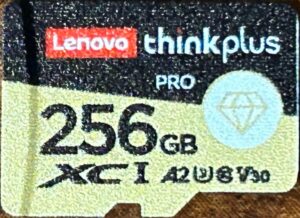 Lenovo thinkplus
PRO
256GB
XC I A2 U3 V30